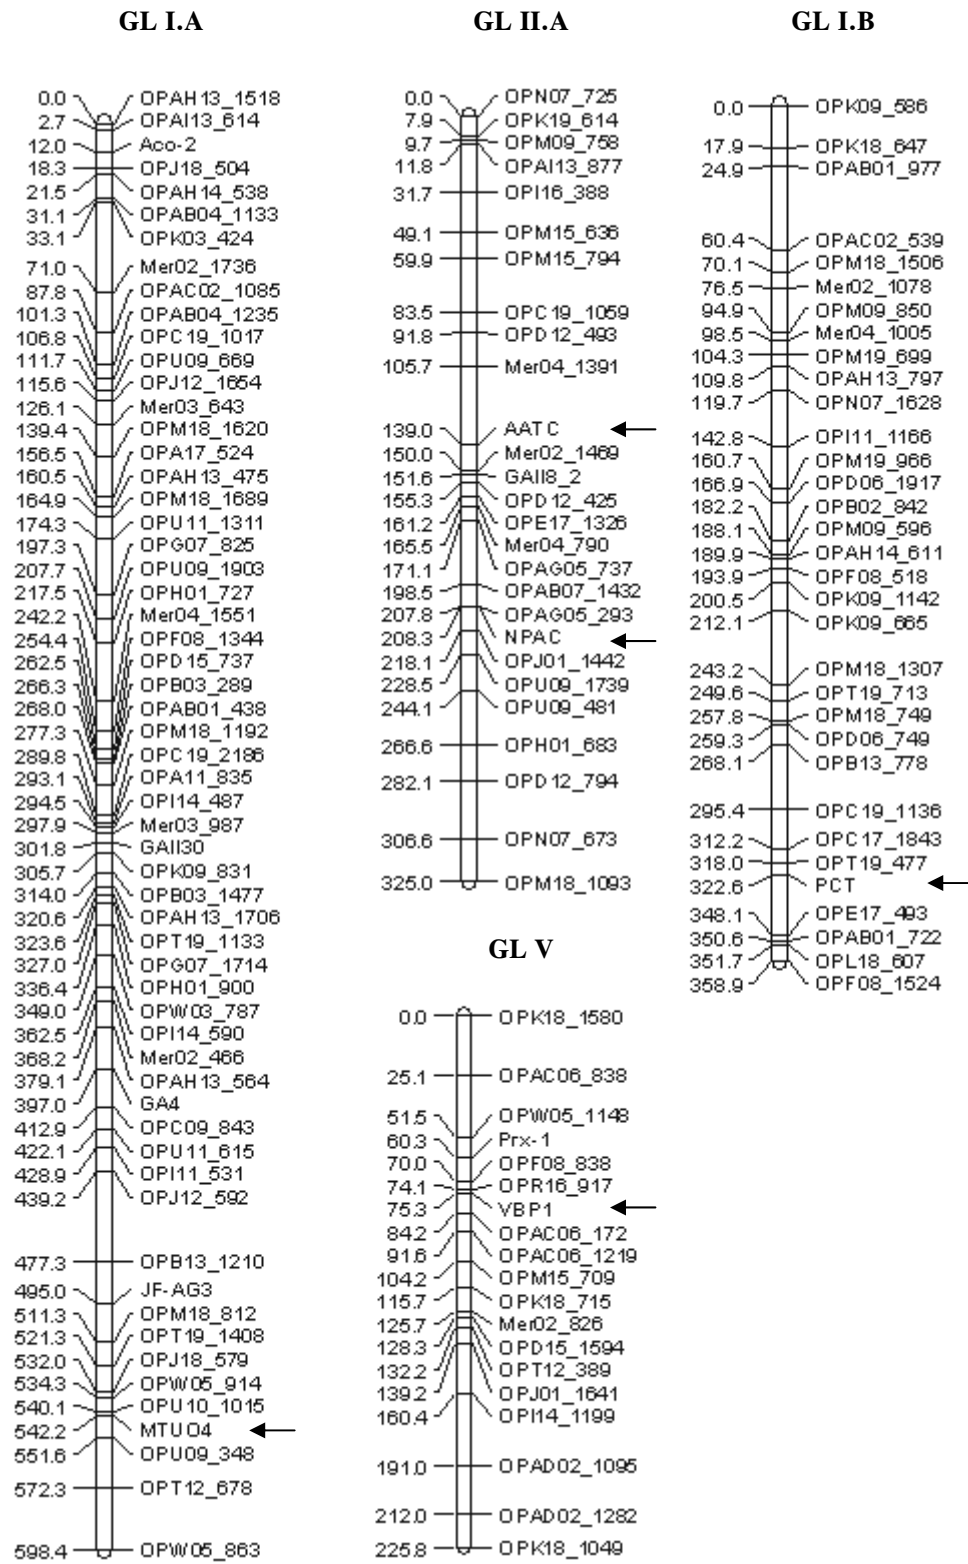 GL I.A
0.0 OPAH13_1518
2.7 OPAI13_614
12.0 Aco-2
18.3 OPJ18_504
21.5 OPAH14_538
31.1 OPAB04_1133
33.1 OPK03_424
71.0 Mer02_1736
87.8 OPAC02_1085
101.3 OPAB04_1235
106.8 OPC19_1017
111.7 OPU09_669
115.6 OPJ12_1654
126.1 Mer03_643
139.4 OPM18_1620
156.5 OPA17_524
160.5 OPAH13_475
164.9 OPM18_1689
174.3 OPU11_1311
197.3 OPG07_825
207.7 OPU09_1903
217.5 OPH01_727
242.2 Mer04_1551
254.4 OPF08_1344
262.5 OPD15_737
266.3 OPB03_289
268.0 OPAB01_438
277.3 OPM18_1192
289.8 OPC19_2186
293.1 OPA11_835
294.5 OPI14_487
297.9 Mer03_987
301.8 GAII30
305.7 OPK09_831
314.0 OPB03_1477
320.6 OPAH13_1706
323.6 OPT19_1133
327.0 OPG07_1714
336.4 OPH01_900
349.0 OPW03_787
362.5 OPI14_590
368.2 Mer02_466
379.1 OPAH13_564
397.0 GA4
412.9 OPC09_843
422.1 OPU11_615
428.9 OPI11_531
439.2 OPJ12_592
477.3 OPB13_1210
495.0 JF-AG3
511.3 OPM18_812
521.3 OPT19_1408
532.0 OPJ18_579
534.3 OPW05_914
540.1 OPU10_1015
542.2 MTUO4
551.6 OPU09_348
572.3 OPT12_678
598.4 OPW05_863
GL II.A
0.0 OPN07_725
7.9 OPK19_614
9.7 OPM09_758
11.8 OPAI13_877
31.7 OPI16_388
49.1 OPM15_636
59.9 OPM15_794
83.5 OPC19_1059
91.8 OPD12_493
105.7 Mer04_1391
139.0 AATC
150.0 Mer02_1469
151.6 GAII8_2
155.3 OPD12_425
161.2 OPE17_1326
165.5 Mer04_790
171.1 OPAG05_737
198.5 OPAB07_1432
207.8 OPAG05_293
208.3 NPAC
218.1 OPJ01_1442
228.5 OPU09_1739
244.1 OPU09_481
266.6 OPH01_683
282.1 OPD12_794
306.6 OPN07_673
325.0 OPM18_1093
GL V
0.0 OPK18_1580
25.1 OPAC06_838
51.5 OPW05_1148
60.3 Prx-1
70.0 OPF08_838
74.1 OPR16_917
75.3 VBP1
84.2 OPAC06_172
91.6 OPAC06_1219
104.2 OPM15_709
115.7 OPK18_715
125.7 Mer02_826
128.3 OPD15_1594
132.2 OPT12_389
139.2 OPJ01_1641
160.4 OPI14_1199
191.0 OPAD02_1095
212.0 OPAD02_1282
225.8 OPK18_1049
GL I.B
0.0 OPK09_586
17.9 OPK18_647
24.9 OPAB01_977
60.4 OPAC02_539
70.1 OPM18_1506
76.5 Mer02_1078
94.9 OPM09_850
98.5 Mer04_1005
104.3 OPM19_699
109.8 OPAH13_797
119.7 OPN07_1628
142.8 OPI11_1166
160.7 OPM19_966
166.9 OPD06_1917
182.2 OPB02_842
188.1 OPM09_596
189.9 OPAH14_611
193.9 OPF08_518
200.5 OPK09_1142
212.1 OPK09_665
243.2 OPM18_1307
249.6 OPT19_713
257.8 OPM18_749
259.3 OPD06_749
268.1 OPB13_778
295.4 OPC19_1136
312.2 OPC17_1843
318.0 OPT19_477
322.6 PCT
348.1 OPE17_493
350.6 OPAB01_722
351.7 OPL18_607
358.9 OPF08_1524